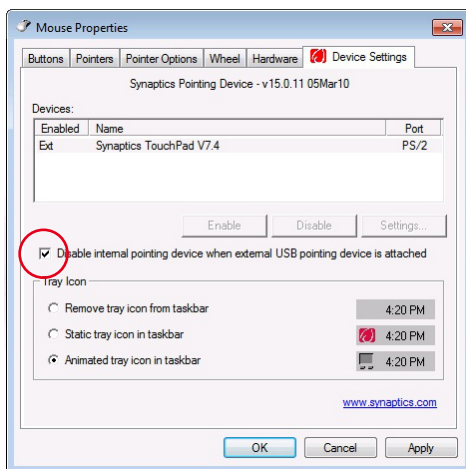 Mouse Properties
Buttons Pointers Pointer Options Wheel Hardware Device Settings
Synaptics Pointing Device - v15.0.11 05Mar10
Devices:
Enabled Name Port
Ext Synaptics TouchPad V7.4 PS/2
Enable Disable Settings...
Disable internal pointing device when external USB pointing device is attached
Tray Icon
Remove tray icon from taskbar 4:20 PM
Static tray icon in taskbar 4:20 PM
Animated tray icon in taskbar 4:20 PM
www.synaptics.com
OK Cancel Apply